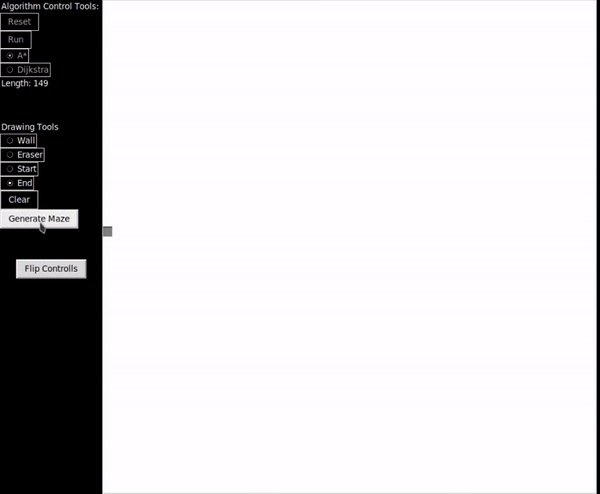 Algorithm Control Tools:
Reset
Run
A*
Dijkstra
Length: 149
Drawing Tools
Wall
Eraser
Start
End
Clear
Generate Maze
Flip Controlls